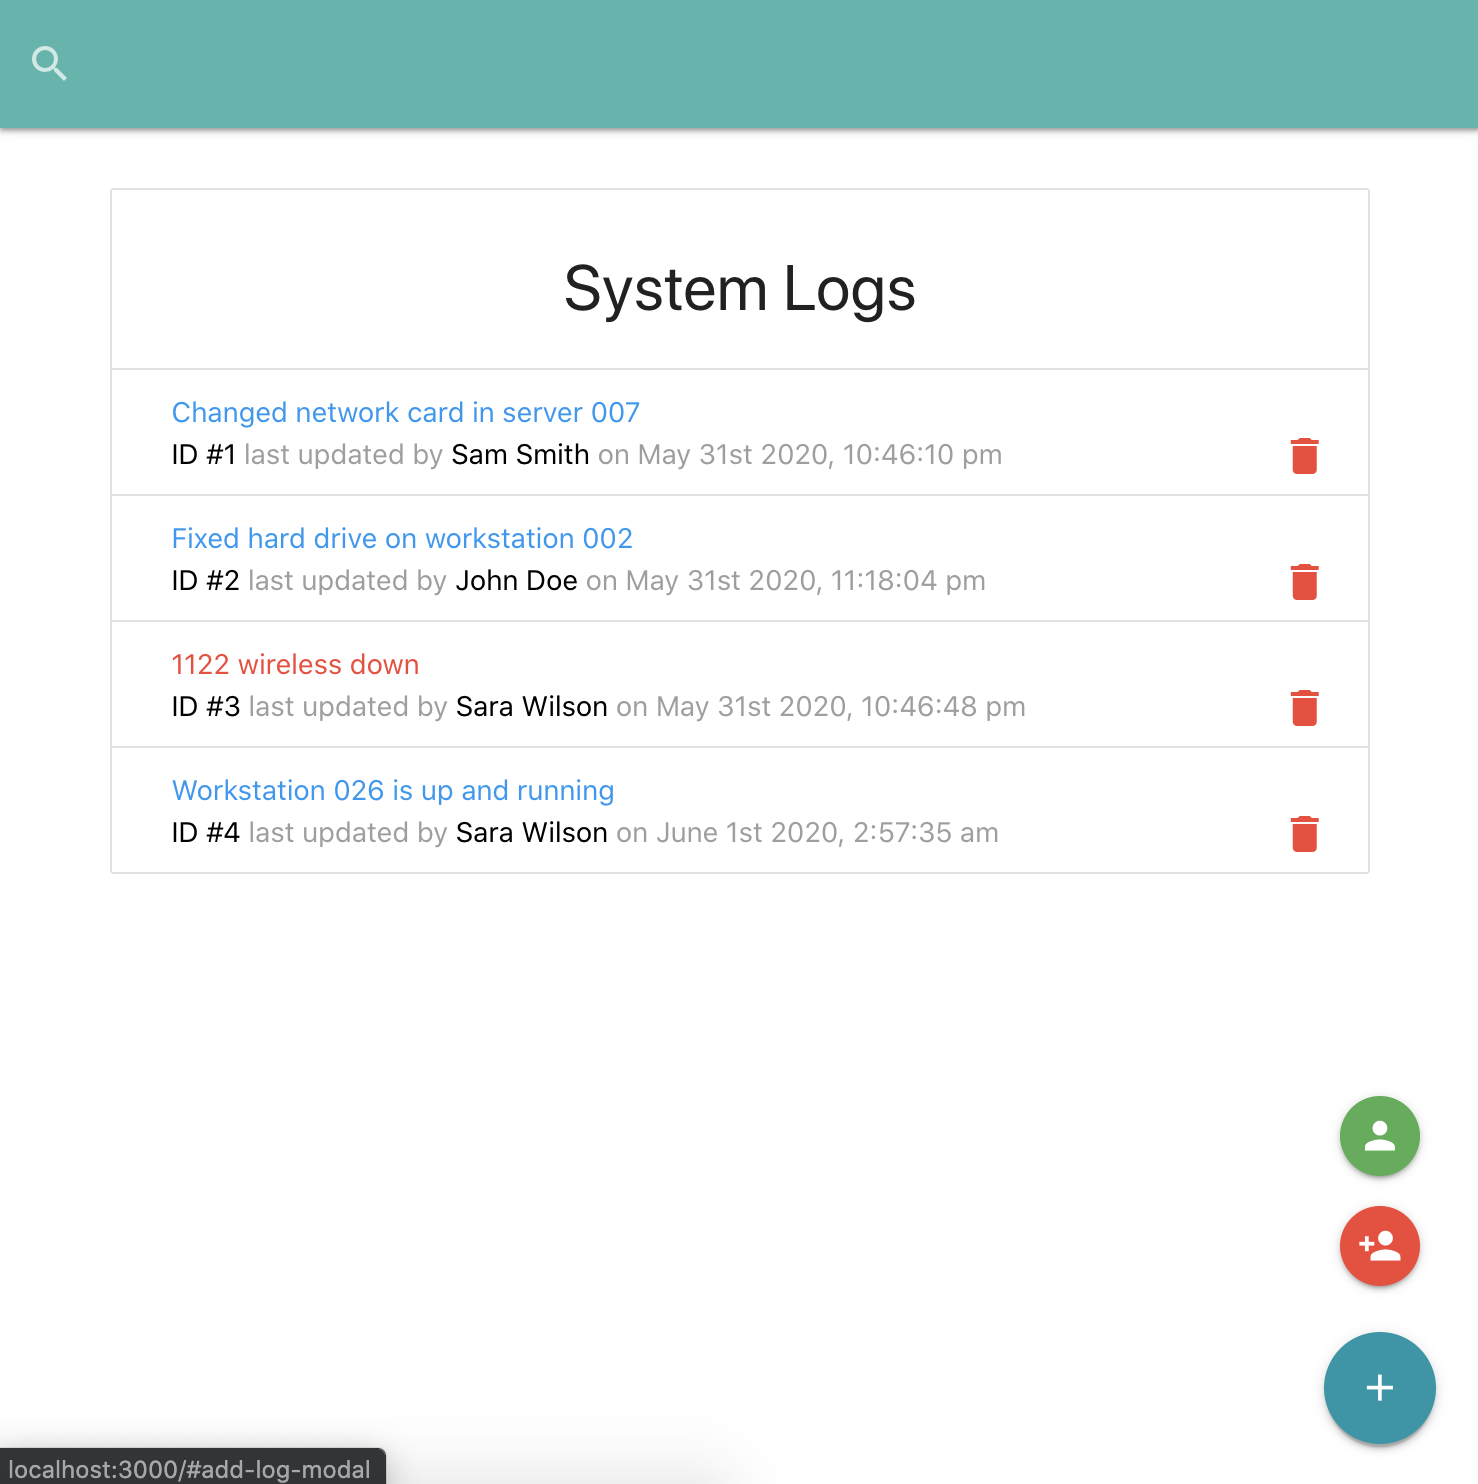 System Logs
Changed network card in server 007
ID #1 last updated by Sam Smith on May 31st 2020, 10:46:10 pm
Fixed hard drive on workstation 002
ID #2 last updated by John Doe on May 31st 2020, 11:18:04 pm
1122 wireless down
ID #3 last updated by Sara Wilson on May 31st 2020, 10:46:48 pm
Workstation 026 is up and running
ID #4 last updated by Sara Wilson on June 1st 2020, 2:57:35 am
localhost:3000/#add-log-modal